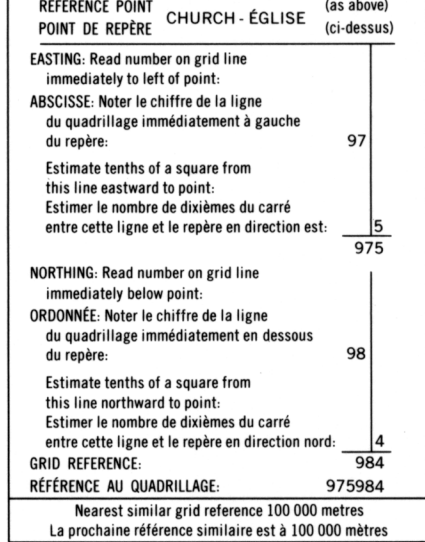 REFERENCE POINT CHURCH - ÉGLISE (as above)
POINT DE REPÈRE (ci-dessus)
EASTING: Read number on grid line
immediately to left of point:
ABSCISSE: Noter le chiffre de la ligne
du quadrillage immédiatement à gauche
du repère: 97
Estimate tenths of a square from
this line eastward to point:
Estimer le nombre de dixièmes du carré
entre cette ligne et le repère en direction est: 5
975
NORTHING: Read number on grid line
immediately below point:
ORDONNÉE: Noter le chiffre de la ligne
du quadrillage immédiatement en dessous
du repère: 98
Estimate tenths of a square from
this line northward to point:
Estimer le nombre de dixièmes du carré
entre cette ligne et le repère en direction nord: 4
GRID REFERENCE: 984
RÉFÉRENCE AU QUADRILLAGE: 975984
Nearest similar grid reference 100 000 metres
La prochaine référence similaire est à 100 000 mètres